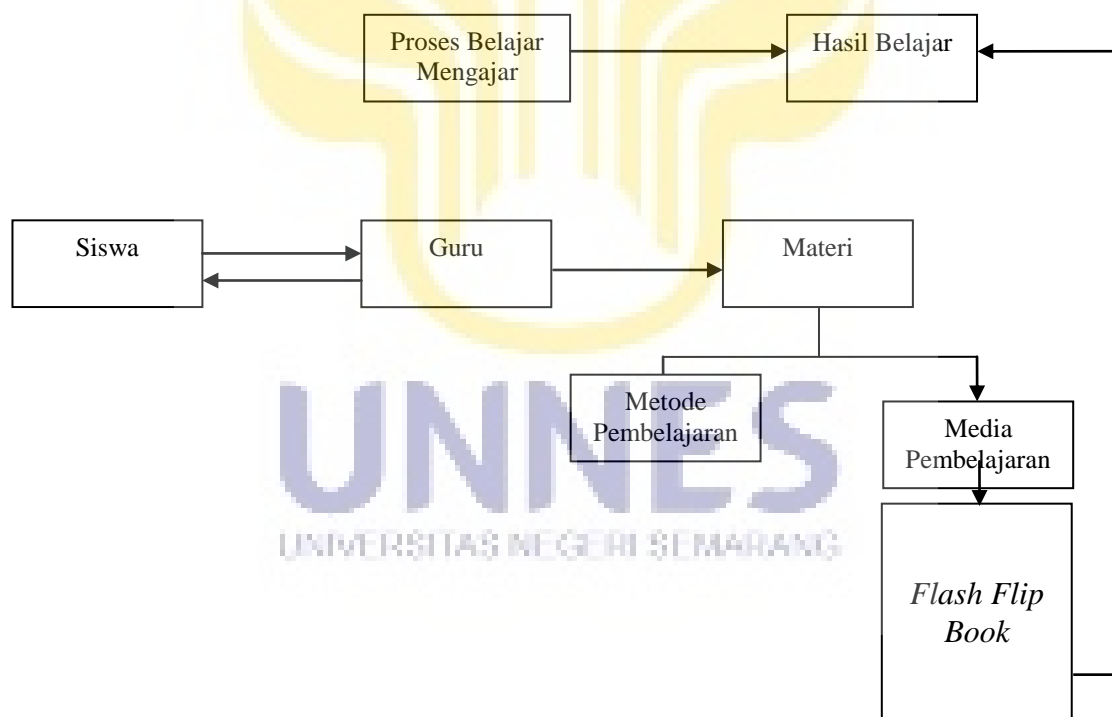 Proses Belajar
Mengajar
Hasil Belajar
Siswa
Guru
Materi
Metode
Pembelajaran
Media
Pembelajaran
UNNES
UNIVERSITAS NEGERI SEMARANG
Flash Flip
Book